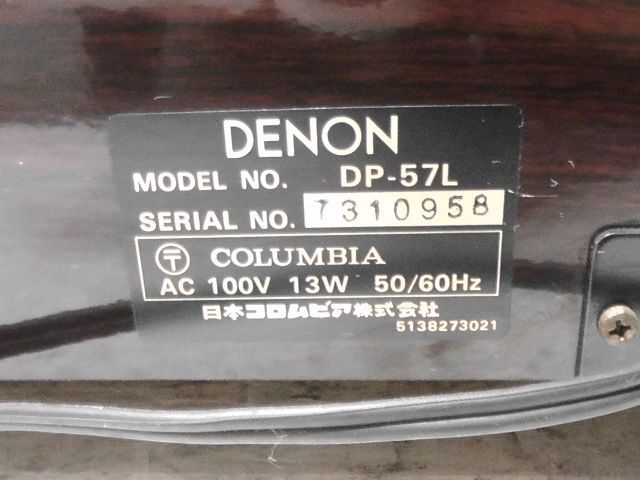 DENON
MODEL NO. DP-57L
SERIAL NO. 7310958
〒 COLUMBIA
AC 100V 13W 50/60Hz
日本コロムビア株式会社
5138273021